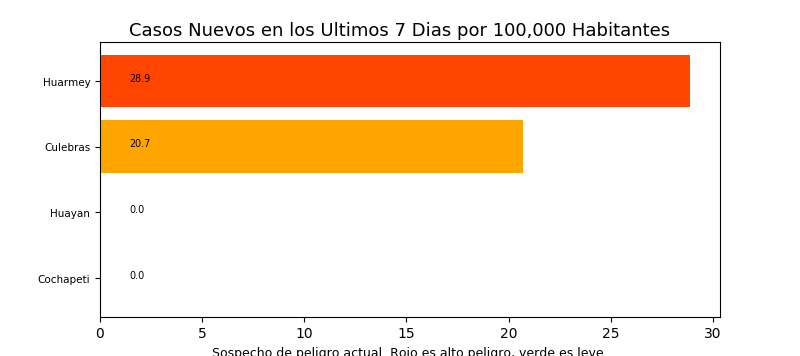 Casos Nuevos en los Ultimos 7 Dias por 100,000 Habitantes
Huarmey 28.9
Culebras 20.7
Huayan 0.0
Cochapeti 0.0
0 5 10 15 20 25 30
Sospecho de peligro actual. Rojo es alto peligro, verde es leve